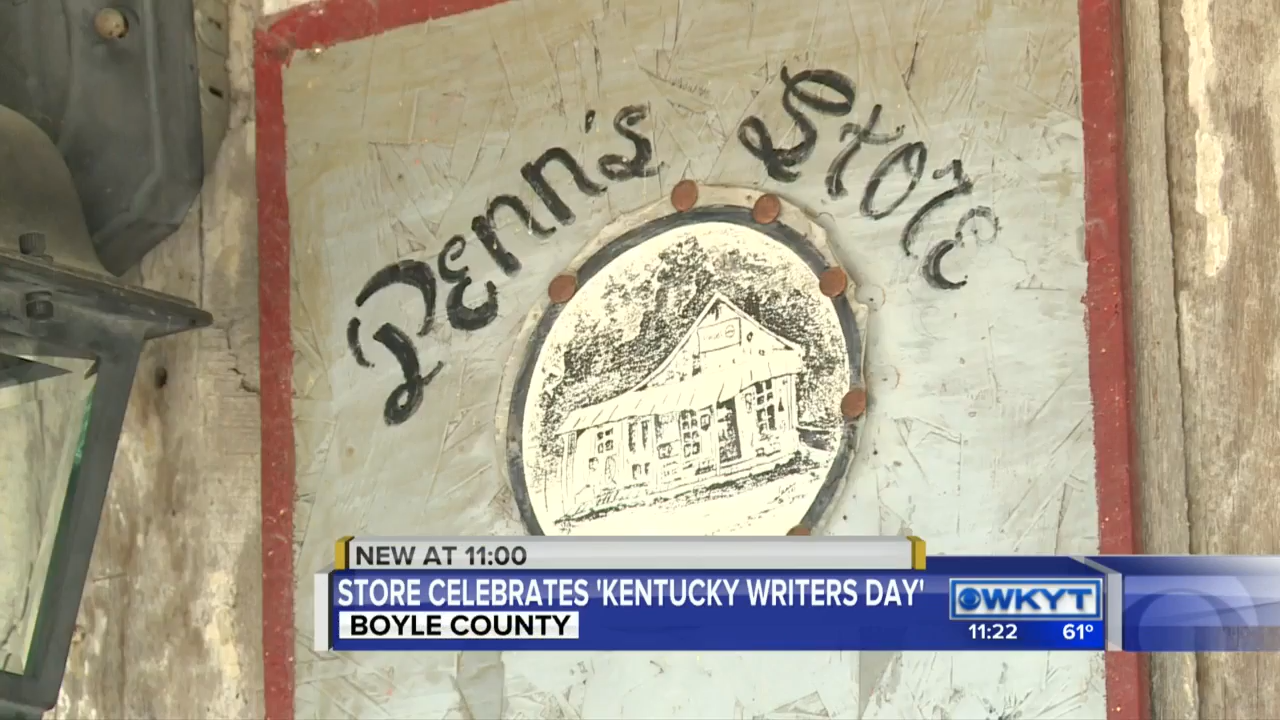 Penn's Store
NEW AT 11:00
STORE CELEBRATES 'KENTUCKY WRITERS DAY'
BOYLE COUNTY
WKYT
11:22 61°